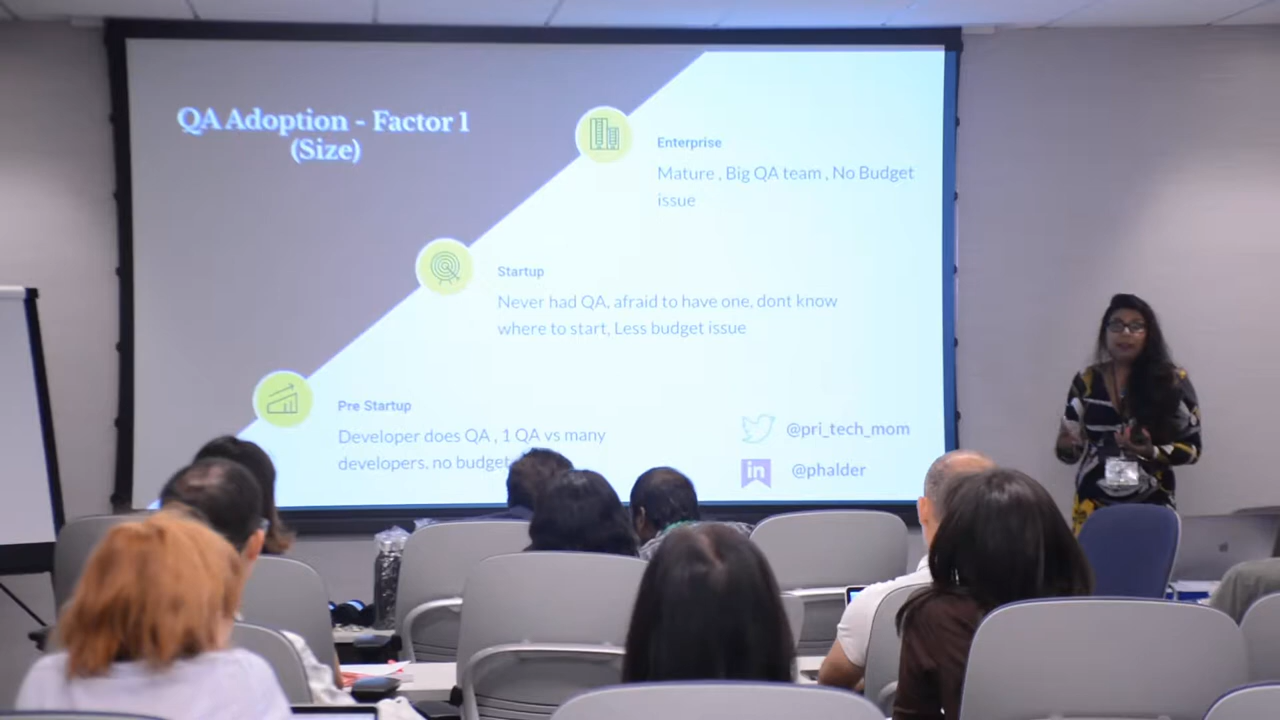 QA Adoption - Factor 1
(Size)
Enterprise
Mature , Big QA team , No Budget
issue
Startup
Never had QA, afraid to have one, dont know
where to start, Less budget issue
Pre Startup
Developer does QA , 1 QA vs many
developers, no budget
@pri_tech_mom
in
@phalder